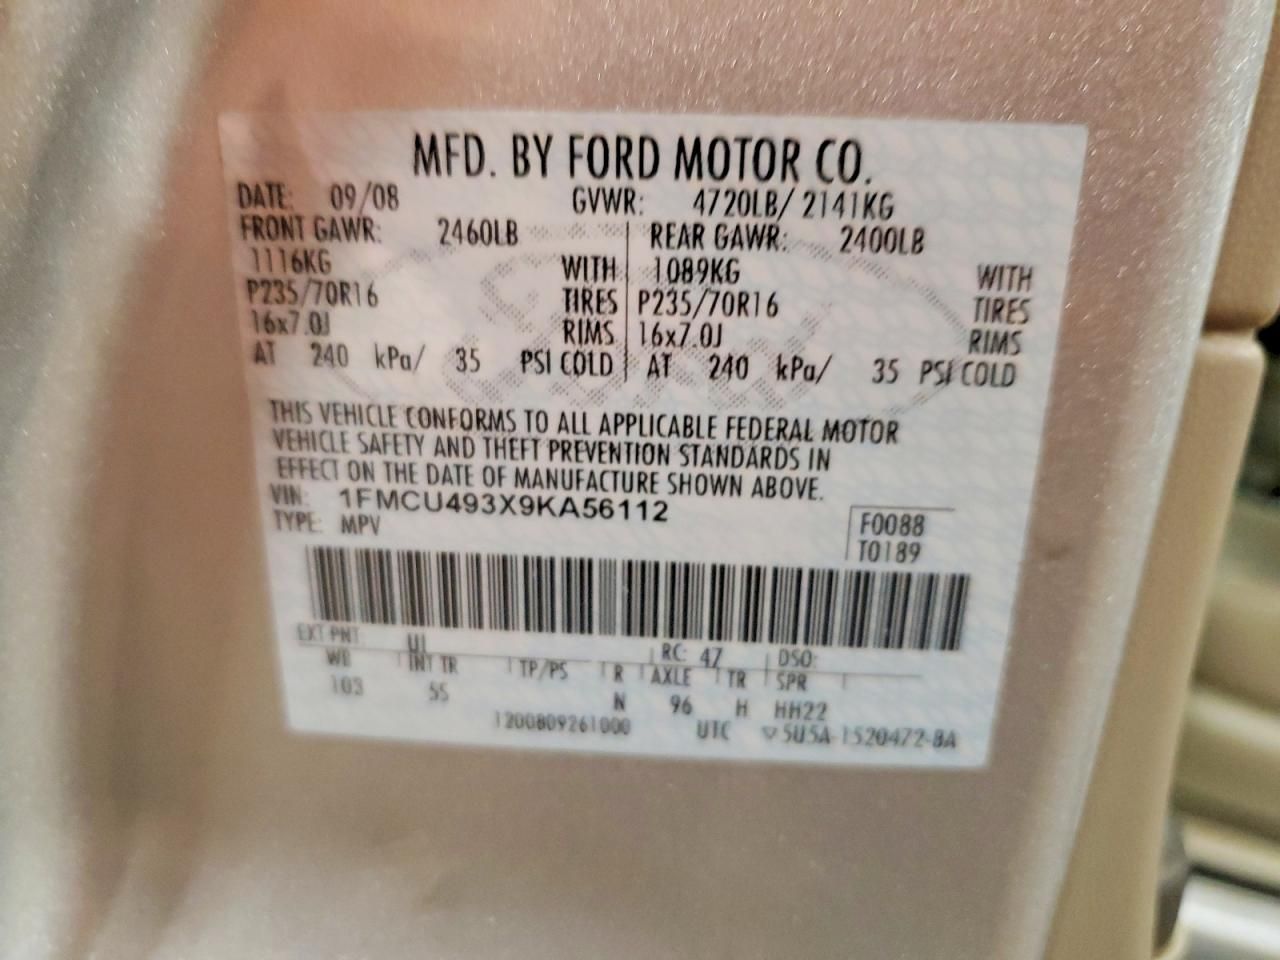 MFD. BY FORD MOTOR CO.
DATE: 09/08 GVWR: 4720LB/ 2141KG
FRONT GAWR: 2460LB REAR GAWR: 2400LB
1116KG WITH 1089KG WITH
P235/70R16 TIRES P235/70R16 TIRES
16x7.0J RIMS 16x7.0J RIMS
AT 240 kPa/ 35 PSI COLD AT 240 kPa/ 35 PSI COLD
THIS VEHICLE CONFORMS TO ALL APPLICABLE FEDERAL MOTOR
VEHICLE SAFETY AND THEFT PREVENTION STANDARDS IN
EFFECT ON THE DATE OF MANUFACTURE SHOWN ABOVE.
VIN: 1FMCU493X9KA56112
TYPE: MPV F0088
T0189
EXT PNT: UJ RC: 47 DSO:
WB INT TR TP/PS R AXLE TR SPR
103 5S N 96 H HH22
1200809261000 UTC ▽5U5A-1520472-BA